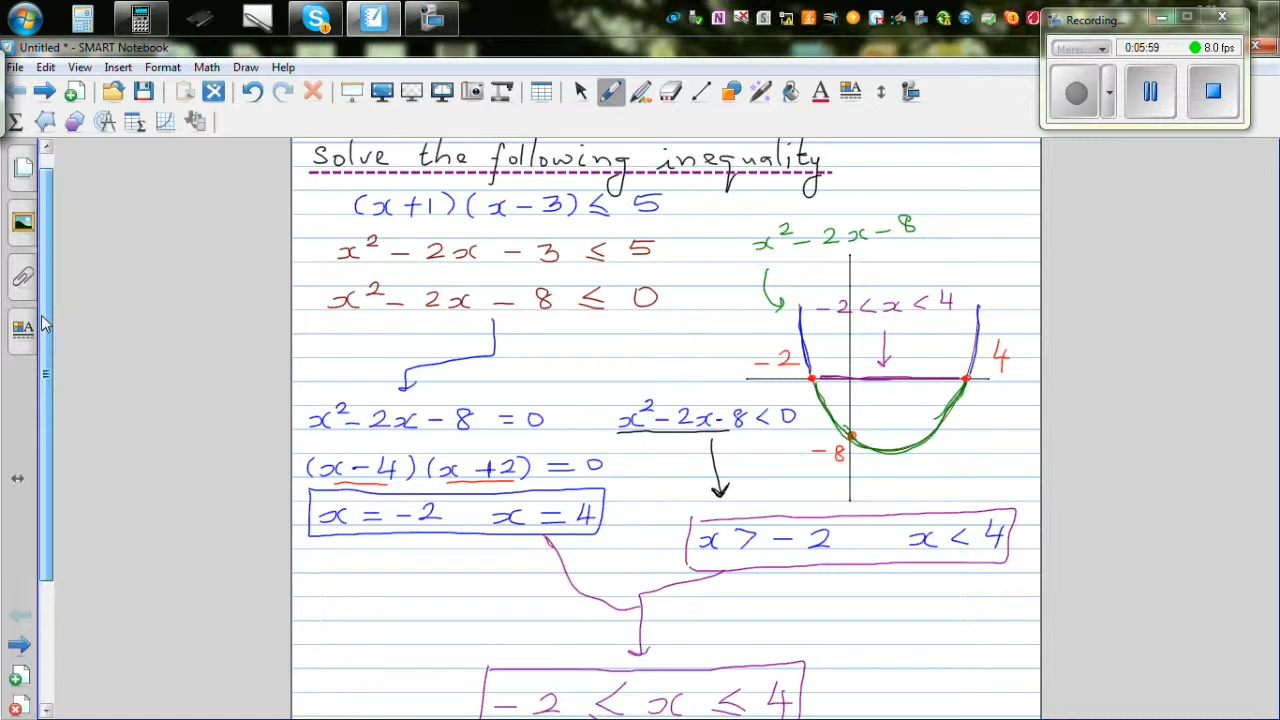 Recording...
Menu
0:05:59
8.0 fps
Untitled * - SMART Notebook
File Edit View Insert Format Math Draw Help
Solve the following inequality
(x+1)(x-3) ≤ 5
x² - 2x - 3 ≤ 5
x² - 2x - 8 ≤ 0
x² - 2x - 8 = 0
(x-4)(x+2) = 0
x = -2 x = 4
x² - 2x - 8 < 0
x > -2 x < 4
x² - 2x - 8
-2 < x < 4
-2
4
-8
-2 ≤ x ≤ 4